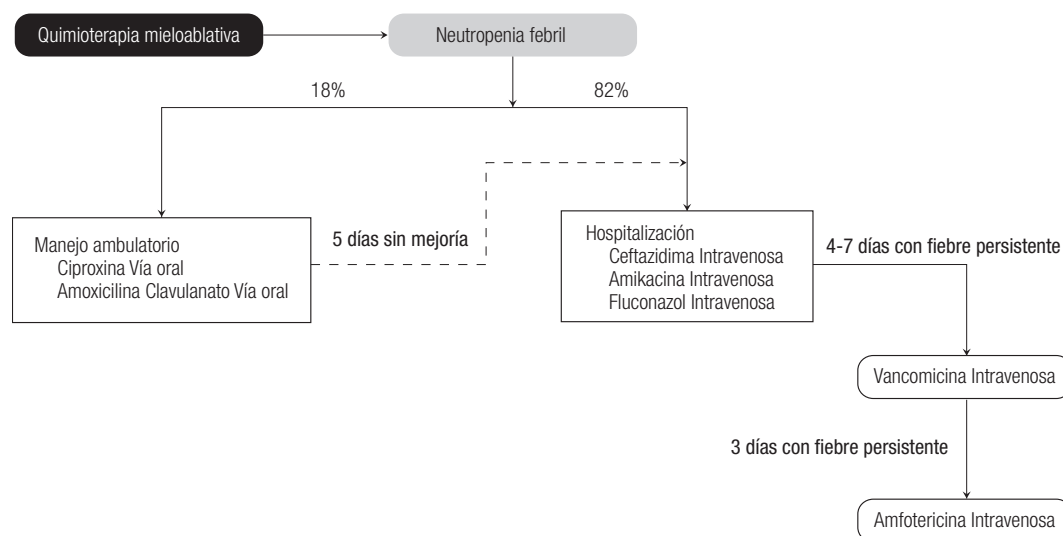 Quimioterapia mieloablativa
Neutropenia febril
18%
82%
Manejo ambulatorio
Ciproxina Vía oral
Amoxicilina Clavulanato Vía oral
5 días sin mejoría
Hospitalización
Ceftazidima Intravenosa
Amikacina Intravenosa
Fluconazol Intravenosa
4-7 días con fiebre persistente
Vancomicina Intravenosa
3 días con fiebre persistente
Amfotericina Intravenosa